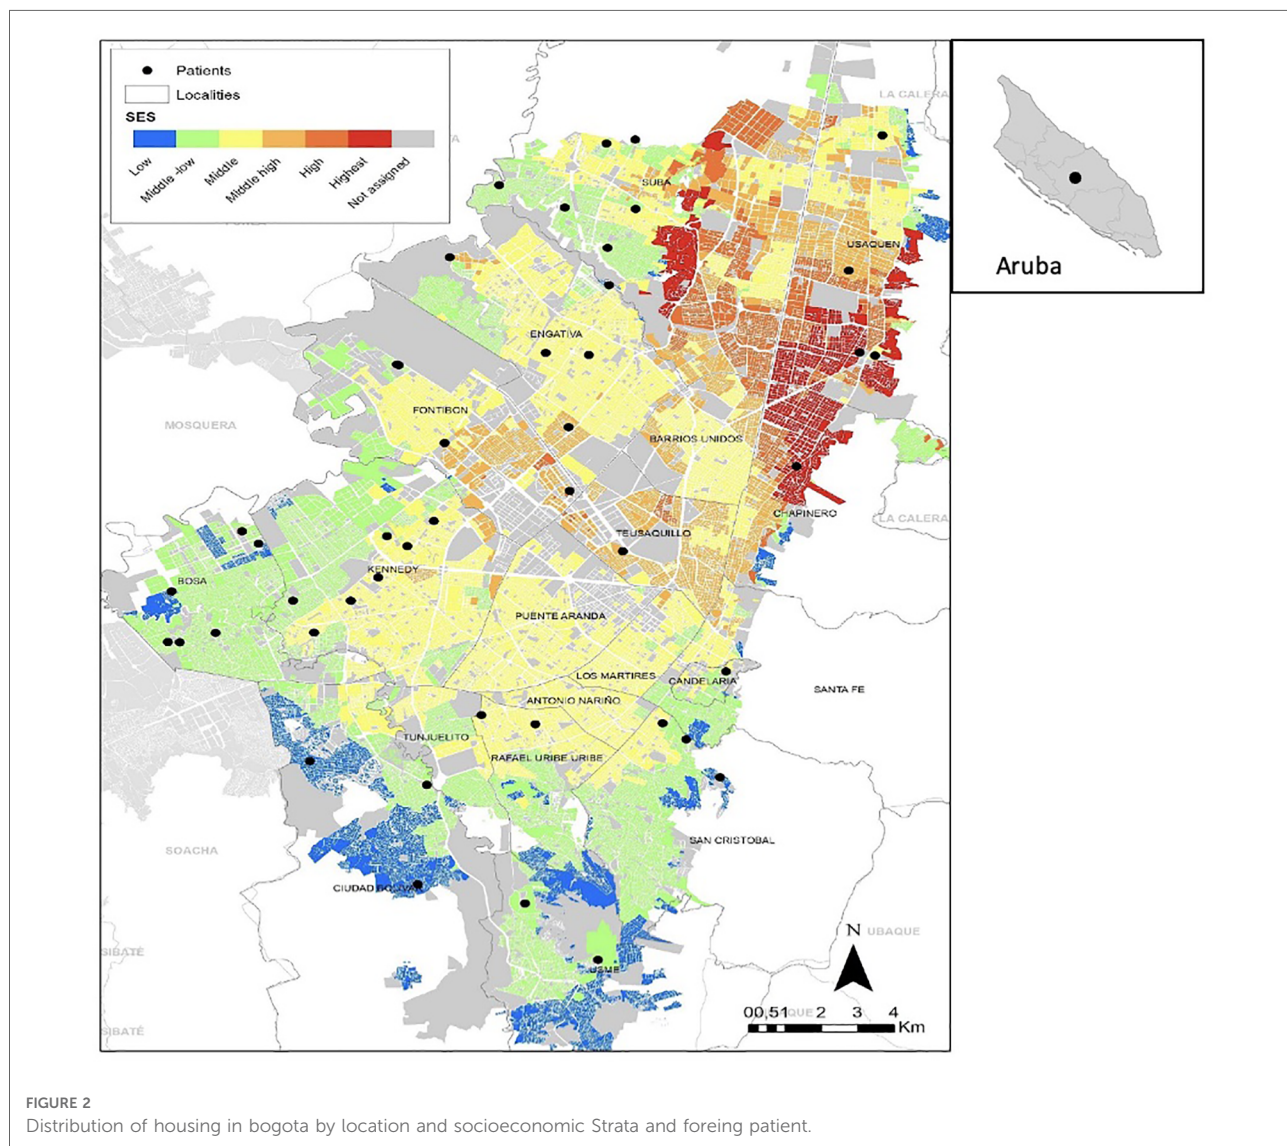 Patients
Localities
SES
Low
Middle -low
Middle
Middle high
High
Highest
Not assigned
LA CALERA
SUBA
USAQUEN
Aruba
ENGATIVA
FONTIBON
MOSQUERA
BARRIOS UNIDOS
CHAPINERO
LA CALERA
TEUSAQUILLO
KENNEDY
BOSA
PUENTE ARANDA
LOS MARTIRES
CANDELARIA
SANTA FE
ANTONIO NARIÑO
TUNJUELITO
RAFAEL URIBE URIBE
SAN CRISTOBAL
SOACHA
CIUDAD BOLIVAR
N
UBAQUE
SIBATÉ
USME
00,51 2 3 4
Km
SIBATÉ
FIGURE 2
Distribution of housing in bogota by location and socioeconomic Strata and foreing patient.